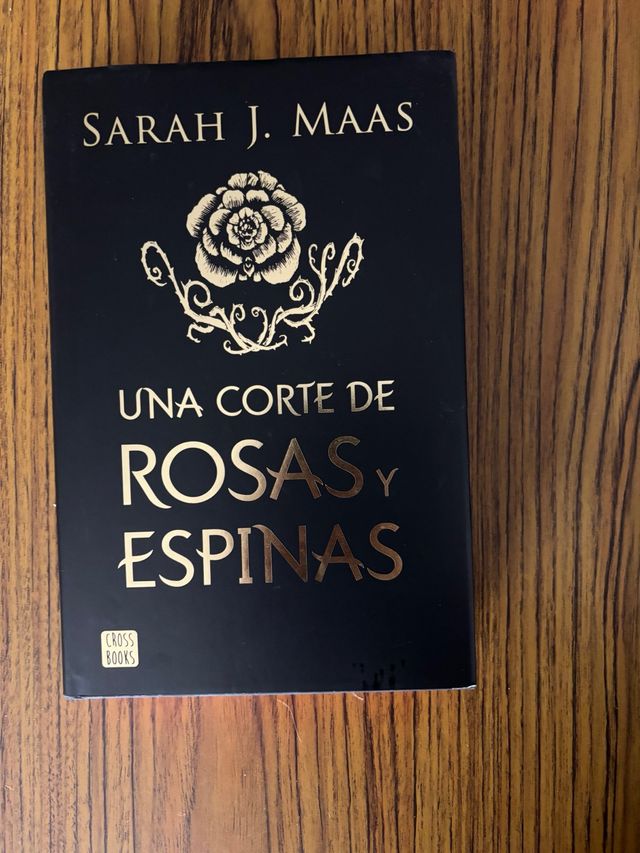 SARAH J. MAAS
UNA CORTE DE
ROSAS Y
ESPINAS
CROSS
BOOKS